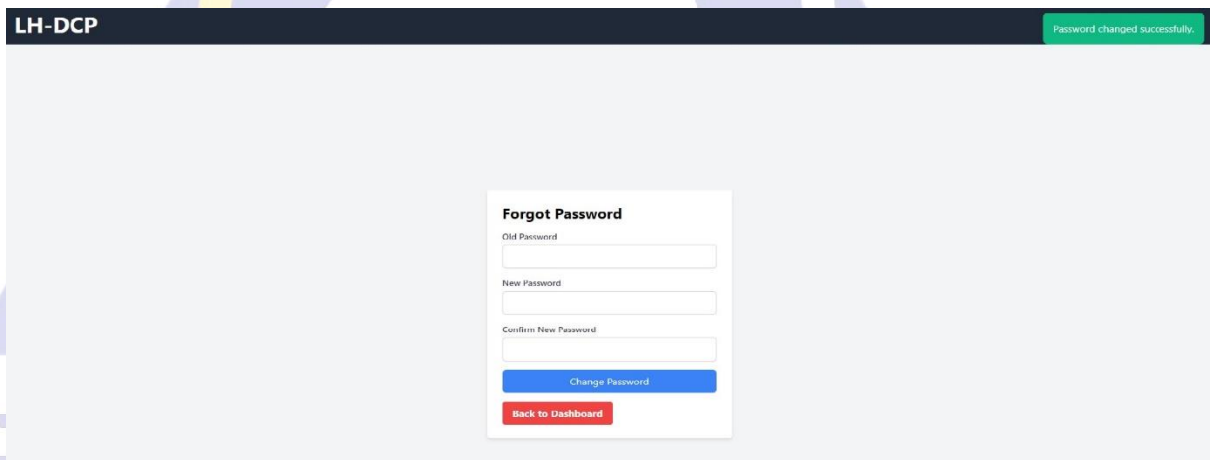 LH-DCP
Password changed successfully.
Forgot Password
Old Password
New Password
Confirm New Password
Change Password
Back to Dashboard